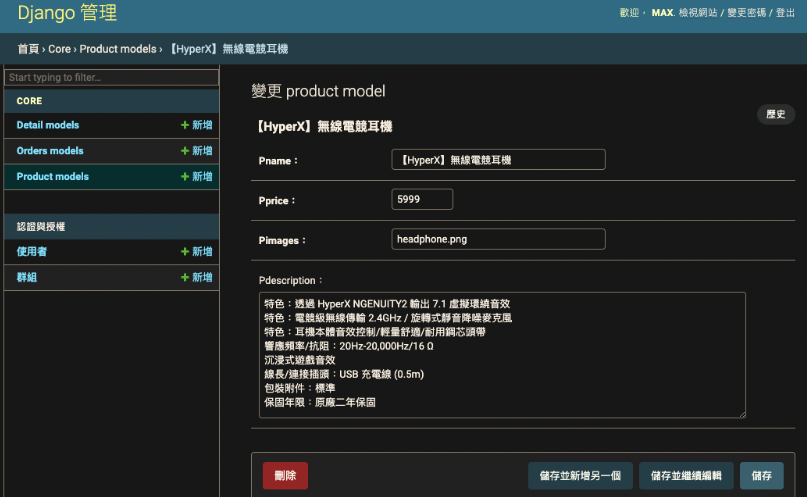 Django 管理
歡迎， MAX. 檢視網站 / 變更密碼 / 登出
首頁 › Core › Product models › 【HyperX】無線電競耳機
Start typing to filter...
CORE
Detail models + 新增
Orders models + 新增
Product models + 新增
認證與授權
使用者 + 新增
群組 + 新增
變更 product model
歷史
【HyperX】無線電競耳機
Pname： 【HyperX】無線電競耳機
Pprice： 5999
Pimages： headphone.png
Pdescription：
特色：透過 HyperX NGENUITY2 輸出 7.1 虛擬環繞音效
特色：電競級無線傳輸 2.4GHz / 旋轉式靜音降噪麥克風
特色：耳機本體音效控制/輕量舒適/耐用鋼芯頭帶
響應頻率/抗阻：20Hz-20,000Hz/16 Ω
沉浸式遊戲音效
線長/連接插頭：USB 充電線 (0.5m)
包裝附件：標準
保固年限：原廠二年保固
刪除
儲存並新增另一個
儲存並繼續編輯
儲存